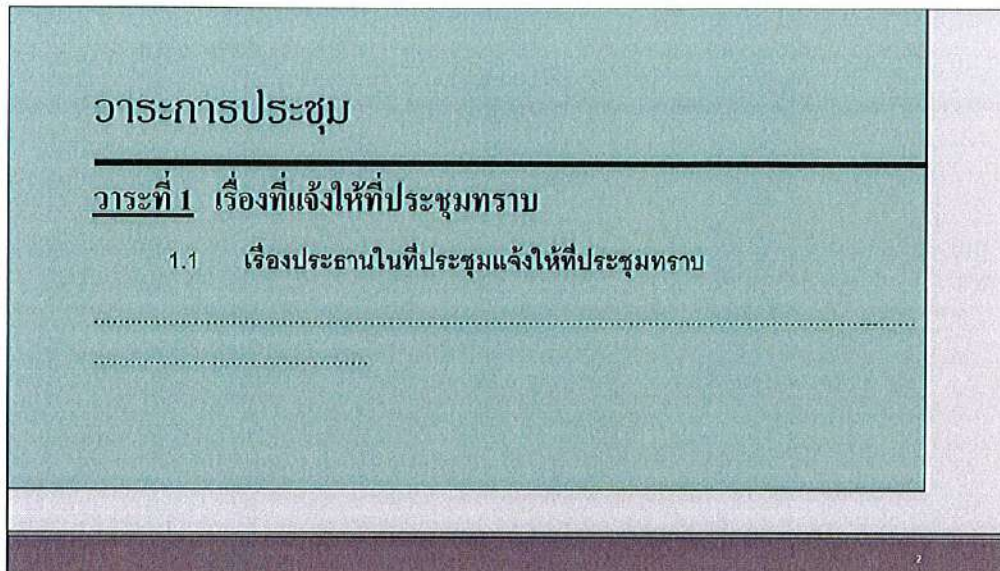 วาระการประชุม
วาระที่ 1 เรื่องที่แจ้งให้ที่ประชุมทราบ
1.1 เรื่องประธานในที่ประชุมแจ้งให้ที่ประชุมทราบ
................................................................................................................................
..........................................
2